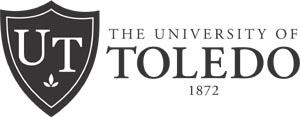 UT
THE UNIVERSITY OF
TOLEDO
1872